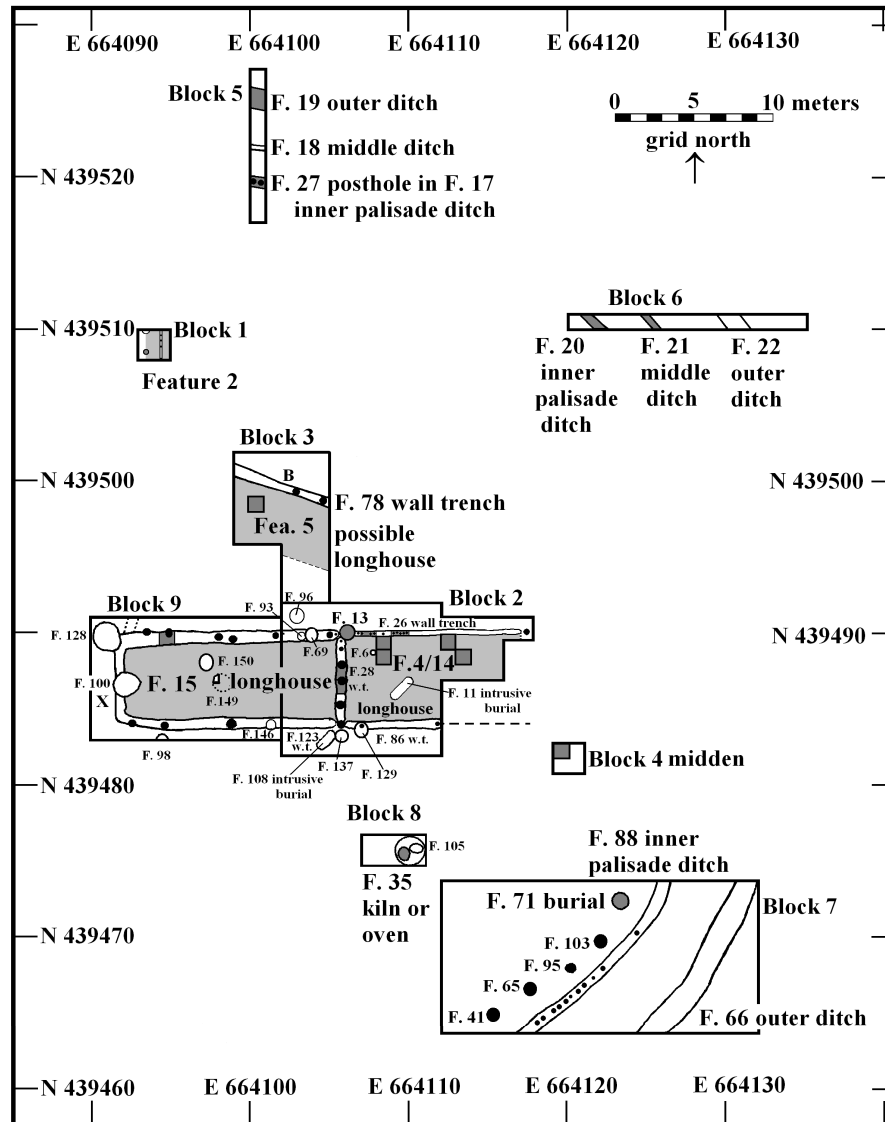 E 664090
E 664100
E 664110
E 664120
E 664130
Block 5
F. 19 outer ditch
0 5 10 meters
grid north
F. 18 middle ditch
N 439520
F. 27 posthole in F. 17
inner palisade ditch
Block 6
N 439510
Block 1
Feature 2
F. 20
inner
palisade
ditch
F. 21
middle
ditch
F. 22
outer
ditch
Block 3
N 439500
N 439500
B
F. 78 wall trench
Fea. 5
possible
longhouse
F. 96
Block 9
F. 93
F. 13
Block 2
F. 26 wall trench
F. 128
N 439490
F. 69
F.6
F.4/14
F. 150
F.28
w.t.
F. 100
F. 15
longhouse
F. 11 intrusive
burial
X
F.149
longhouse
F. 98
F.146
F.123
w.t.
F. 86 w.t.
F. 137
F. 129
F. 108 intrusive
burial
N 439480
Block 4 midden
Block 8
F. 105
F. 88 inner
palisade ditch
F. 35
kiln or
oven
F. 71 burial
Block 7
F. 103
N 439470
F. 95
F. 65
F. 41
F. 66 outer ditch
N 439460
E 664090
E 664100
E 664110
E 664120
E 664130